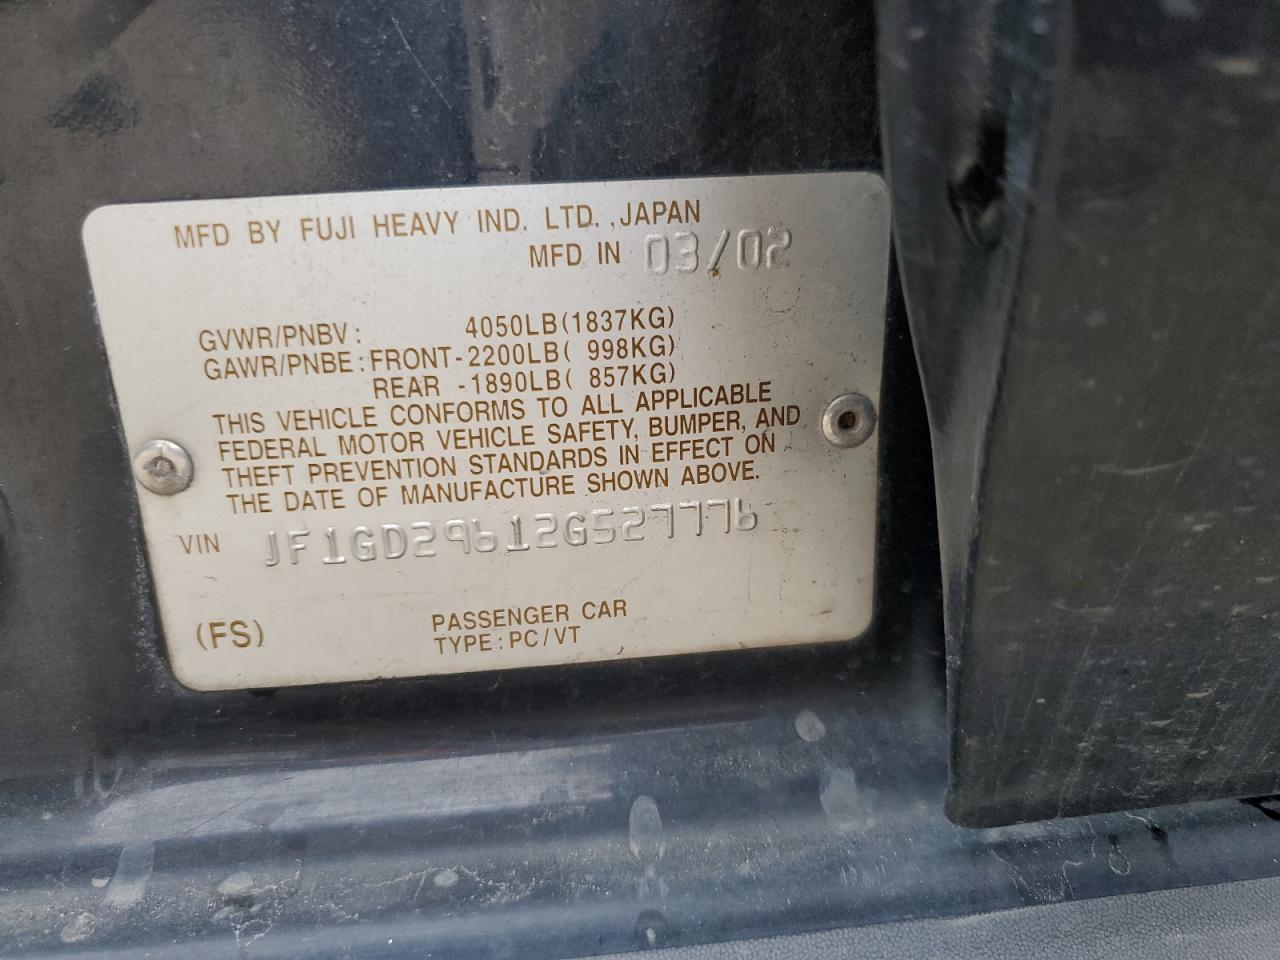 MFD BY FUJI HEAVY IND. LTD.,JAPAN
MFD IN 03/02
GVWR/PNBV: 4050LB(1837KG)
GAWR/PNBE:FRONT-2200LB( 998KG)
REAR -1890LB( 857KG)
THIS VEHICLE CONFORMS TO ALL APPLICABLE
FEDERAL MOTOR VEHICLE SAFETY, BUMPER, AND
THEFT PREVENTION STANDARDS IN EFFECT ON
THE DATE OF MANUFACTURE SHOWN ABOVE.
VIN JF1GD29612G527776
(FS) PASSENGER CAR
TYPE:PC/VT